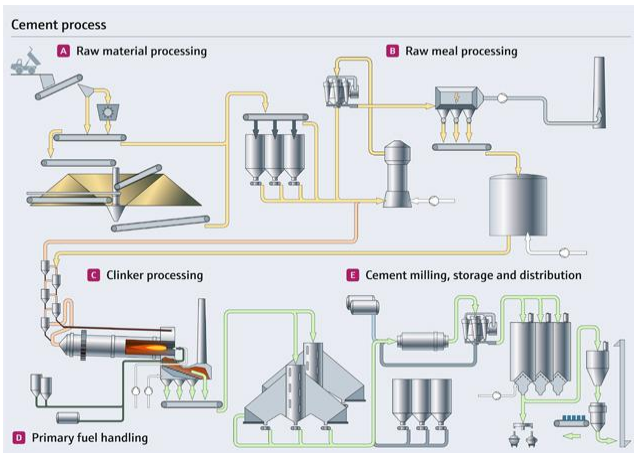 Cement process
A Raw material processing
B Raw meal processing
C Clinker processing
E Cement milling, storage and distribution
D Primary fuel handling